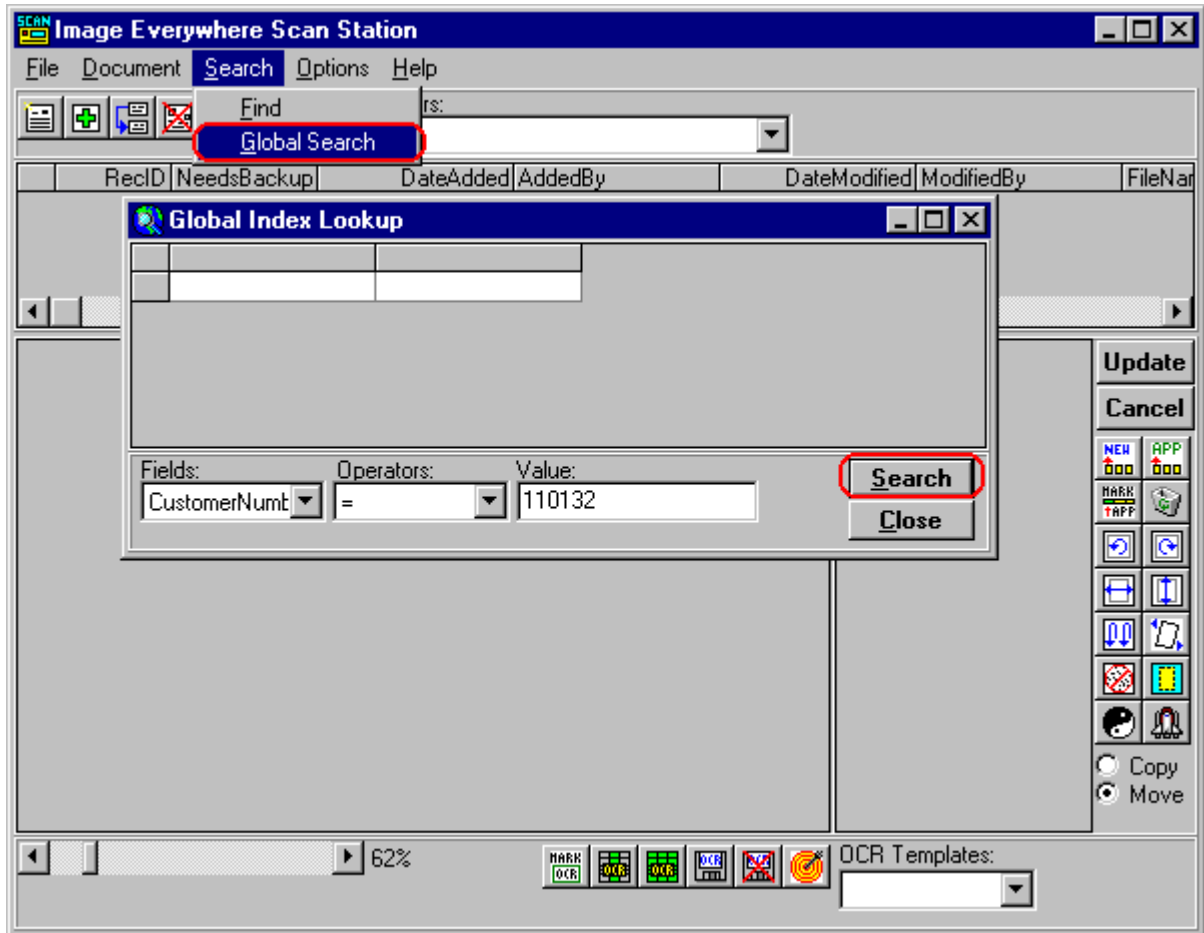 SCAN Image Everywhere Scan Station
File Document Search Options Help
Find
Global Search
rs:
RecID NeedsBackup DateAdded AddedBy DateModified ModifiedBy FileNar
Global Index Lookup
Fields: Operators: Value:
CustomerNumb = 110132
Search
Close
Update
Cancel
NEW APP
MARK
APP
Copy
Move
62%
MARK
OCR OCR OCR OCR OCR
OCR Templates: